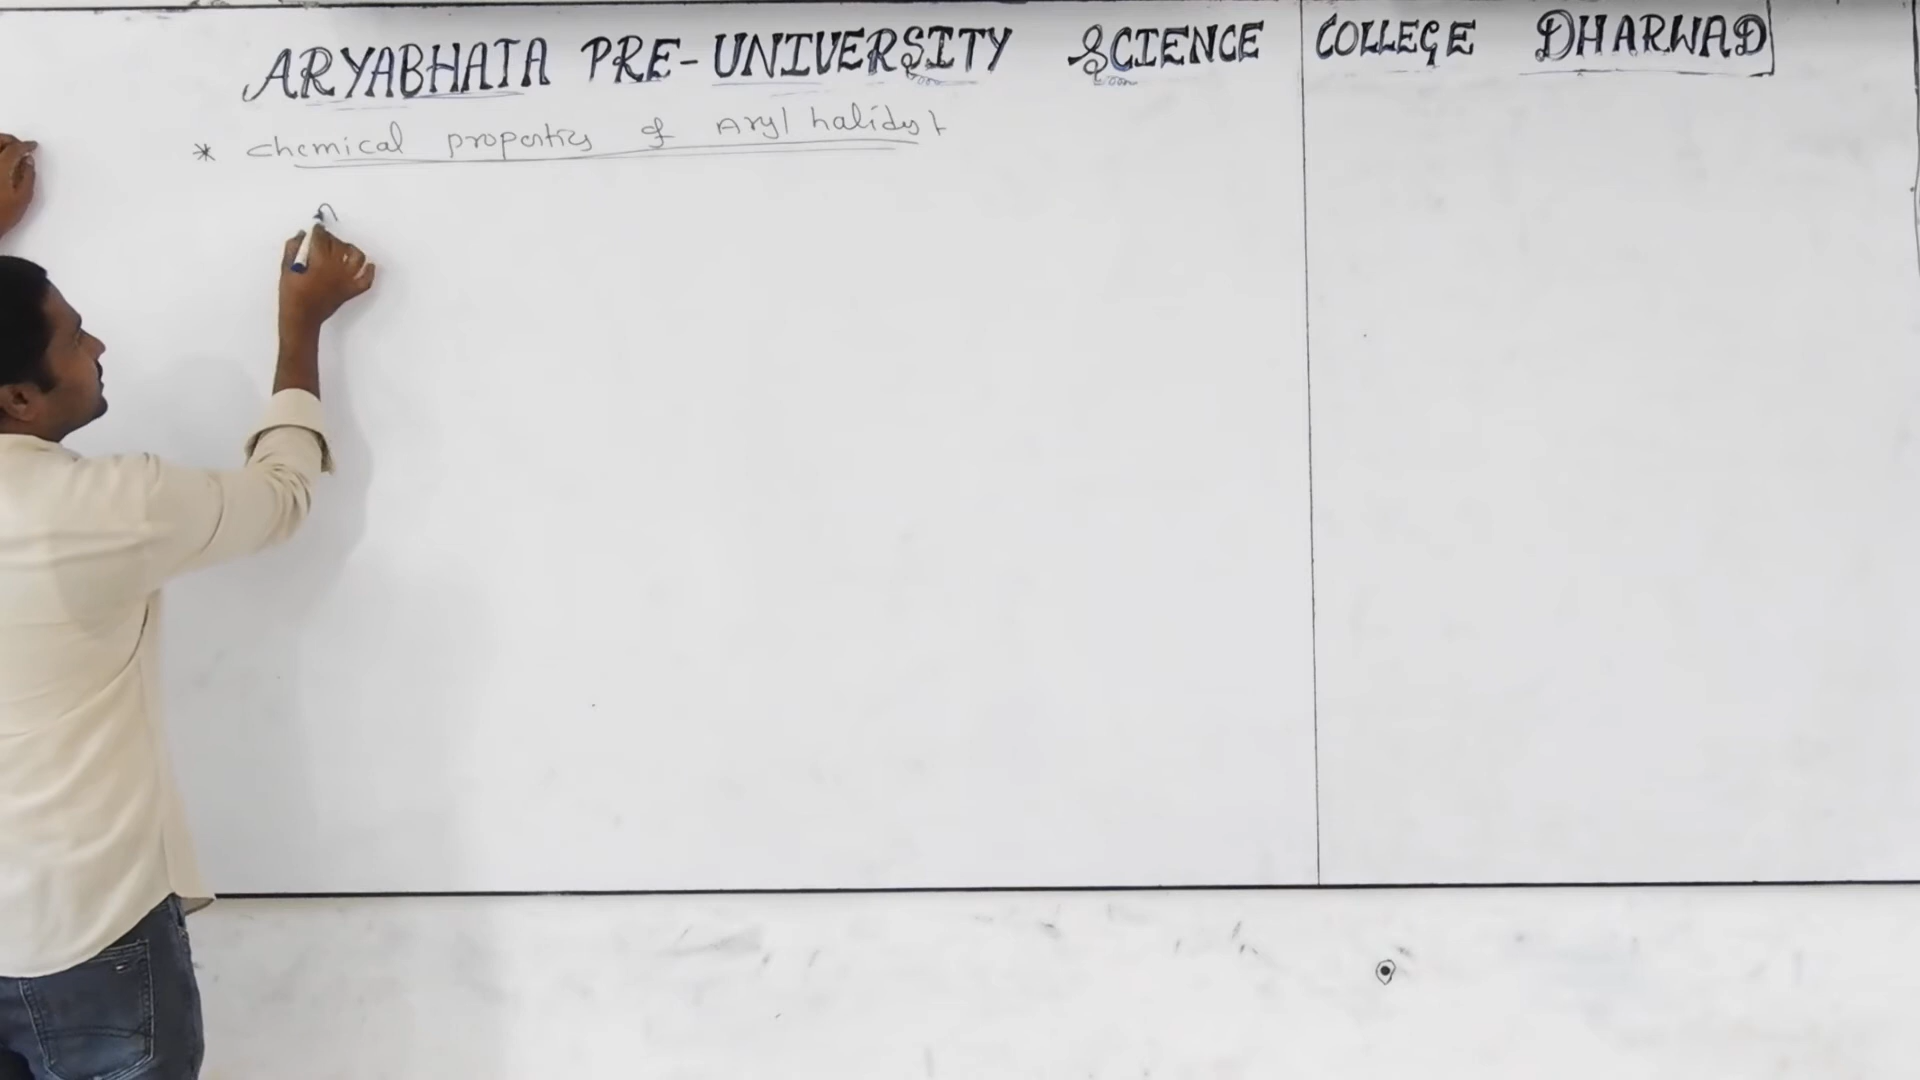 ARYABHATA PRE-UNIVERSITY SCIENCE COLLEGE DHARWAD
* Chemical properties of Aryl halides: